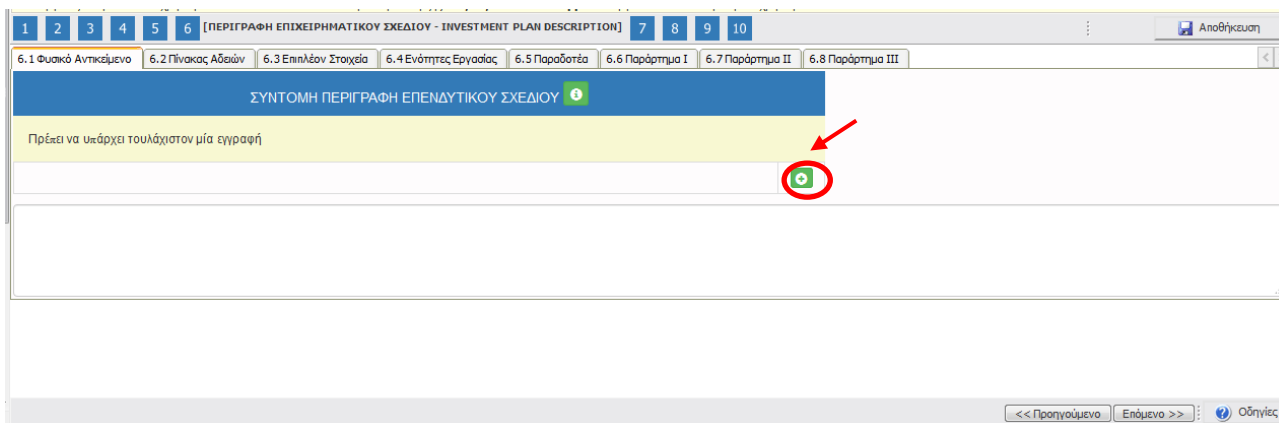 1 2 3 4 5 6 [ΠΕΡΙΓΡΑΦΗ ΕΠΙΧΕΙΡΗΜΑΤΙΚΟΥ ΣΧΕΔΙΟΥ - INVESTMENT PLAN DESCRIPTION] 7 8 9 10 Αποθήκευση
6.1 Φυσικό Αντικείμενο 6.2 Πίνακας Αδειών 6.3 Επιπλέον Στοιχεία 6.4 Ενότητες Εργασίας 6.5 Παραδοτέα 6.6 Παράρτημα I 6.7 Παράρτημα II 6.8 Παράρτημα III <
ΣΥΝΤΟΜΗ ΠΕΡΙΓΡΑΦΗ ΕΠΕΝΔΥΤΙΚΟΥ ΣΧΕΔΙΟΥ
Πρέπει να υπάρχει τουλάχιστον μία εγγραφή
<< Προηγούμενο Επόμενο >> Οδηγίες